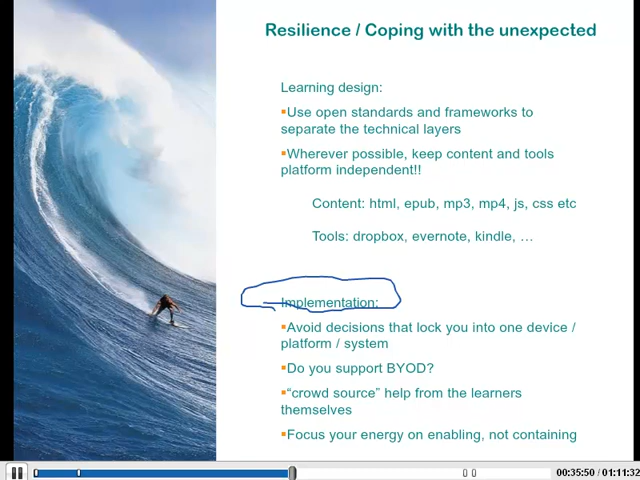 Resilience / Coping with the unexpected
Learning design:
▪Use open standards and frameworks to
separate the technical layers
▪Wherever possible, keep content and tools
platform independent!!
Content: html, epub, mp3, mp4, js, css etc
Tools: dropbox, evernote, kindle, …
Implementation:
▪Avoid decisions that lock you into one device /
platform / system
▪Do you support BYOD?
▪“crowd source” help from the learners
themselves
▪Focus your energy on enabling, not containing
00:35:50 / 01:11:32